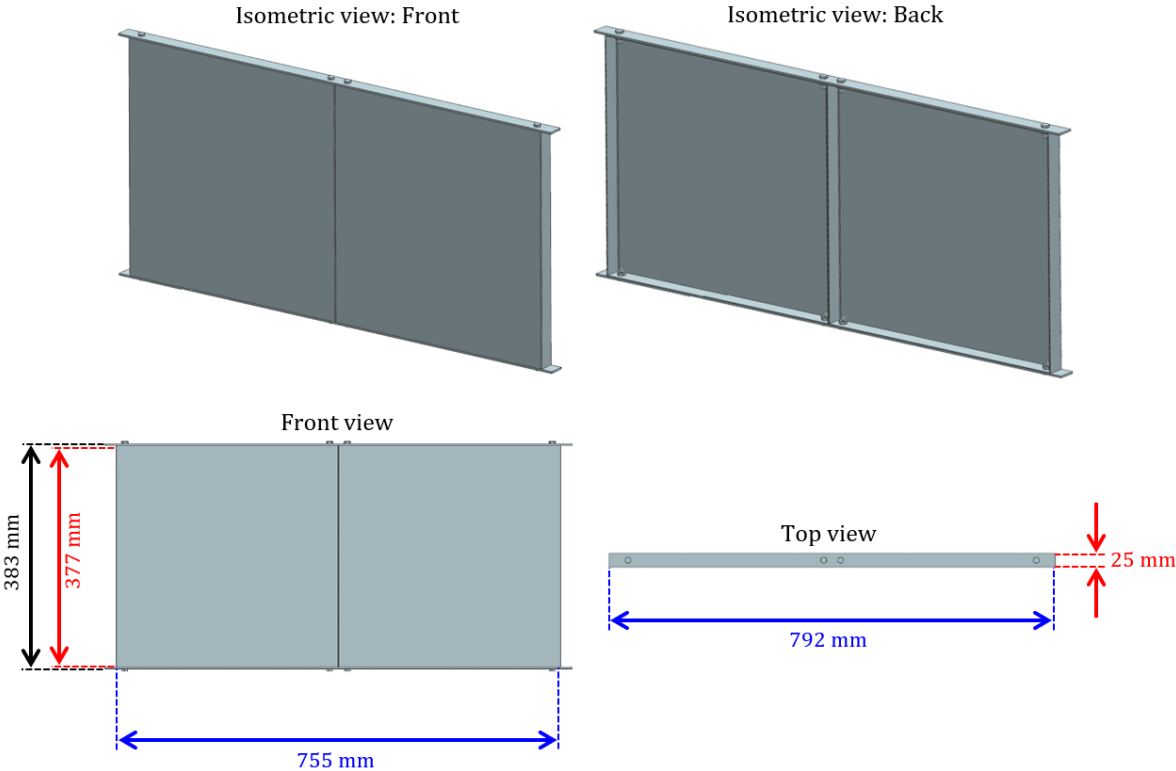 Isometric view: Front
Isometric view: Back
Front view
383 mm
377 mm
Top view
25 mm
792 mm
755 mm